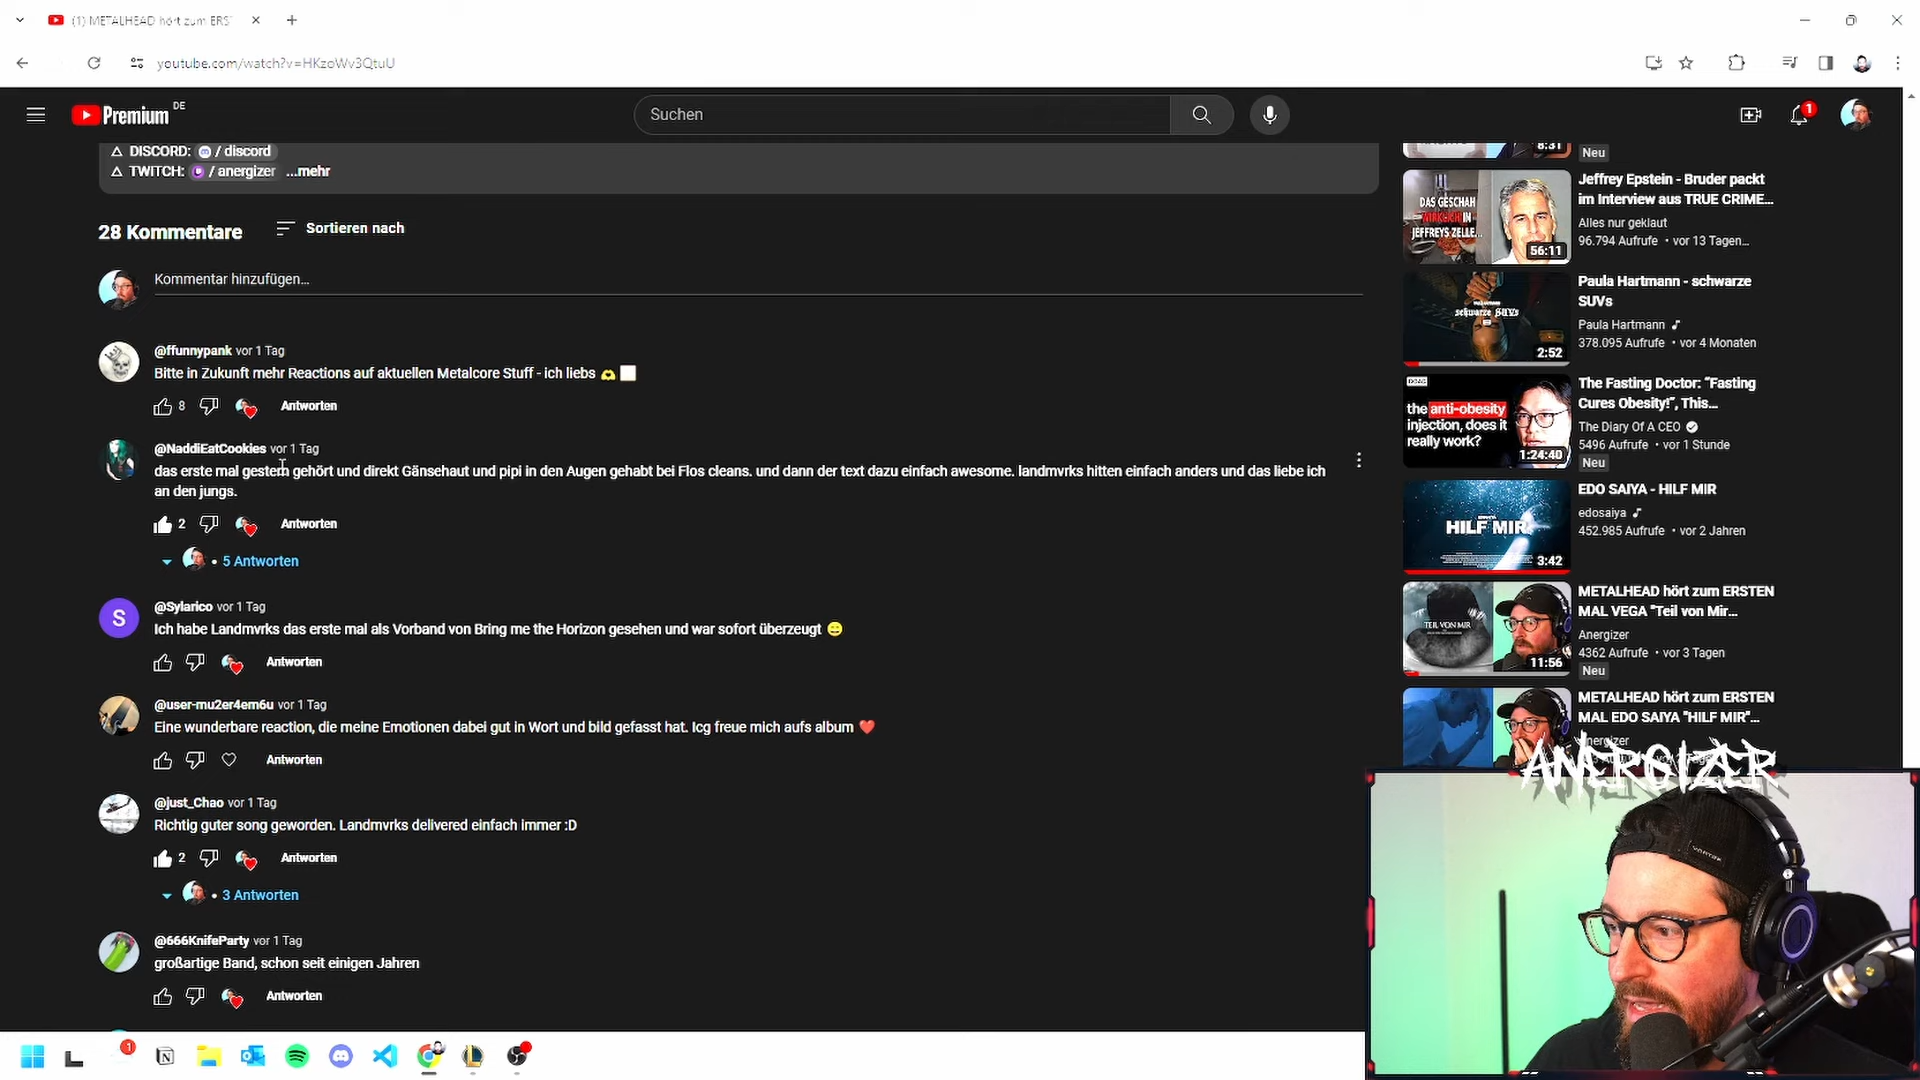 (1) METALHEAD hört zum ERS
youtube.com/watch?v=HKzoWv3QtuU
Premium DE
Suchen
1
DISCORD: / discord
TWITCH: / anergizer ...mehr
28 Kommentare
Sortieren nach
Kommentar hinzufügen...
@ffunnypank vor 1 Tag
Bitte in Zukunft mehr Reactions auf aktuellen Metalcore Stuff - ich liebs
8
Antworten
@NaddiEatCookies vor 1 Tag
das erste mal gestern gehört und direkt Gänsehaut und pipi in den Augen gehabt bei Flos cleans. und dann der text dazu einfach awesome. landmvrks hitten einfach anders und das liebe ich
an den jungs.
2
Antworten
• 5 Antworten
S
@Sylarico vor 1 Tag
Ich habe Landmvrks das erste mal als Vorband von Bring me the Horizon gesehen und war sofort überzeugt 😄
Antworten
@user-mu2er4em6u vor 1 Tag
Eine wunderbare reaction, die meine Emotionen dabei gut in Wort und bild gefasst hat. Icg freue mich aufs album ❤️
Antworten
@just_Chao vor 1 Tag
Richtig guter song geworden. Landmvrks delivered einfach immer :D
2
Antworten
• 3 Antworten
@666KnifeParty vor 1 Tag
großartige Band, schon seit einigen Jahren
Antworten
8:31
Neu
DAS GESCHAH
WIRKLICH IN
JEFFREYS ZELLE...
56:11
Jeffrey Epstein - Bruder packt
im Interview aus TRUE CRIME...
Alles nur geklaut
96.794 Aufrufe • vor 13 Tagen...
schwarze SUVs
2:52
Paula Hartmann - schwarze
SUVs
Paula Hartmann
378.095 Aufrufe • vor 4 Monaten
DOAC
the anti-obesity
injection, does it
really work?
1:24:40
The Fasting Doctor: “Fasting
Cures Obesity!”, This...
The Diary Of A CEO
5496 Aufrufe • vor 1 Stunde
Neu
HILF MIR
3:42
EDO SAIYA - HILF MIR
edosaiya
452.985 Aufrufe • vor 2 Jahren
TEIL VON MIR
11:56
METALHEAD hört zum ERSTEN
MAL VEGA "Teil von Mir...
Anergizer
4362 Aufrufe • vor 3 Tagen
Neu
METALHEAD hört zum ERSTEN
MAL EDO SAIYA "HILF MIR"...
Anergizer
ANERGIZER
1